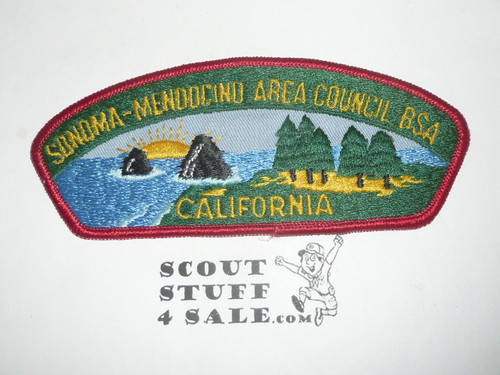 SONOMA-MENDOCINO AREA COUNCIL BSA
CALIFORNIA
SCOUT
STUFF
4 SALE.COM